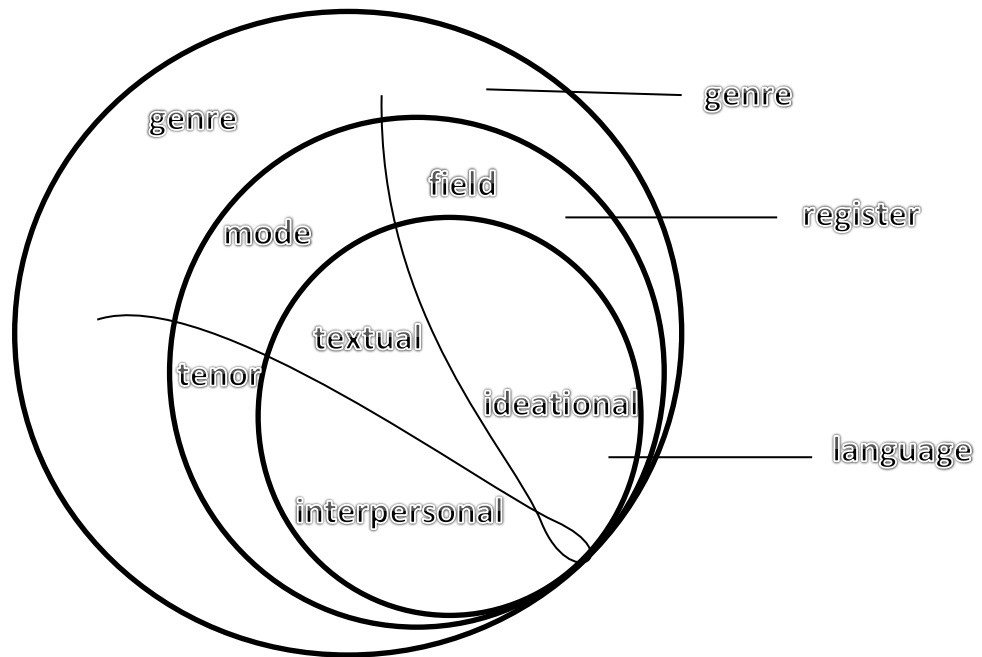 genre
genre
field
register
mode
textual
tenor
ideational
language
interpersonal